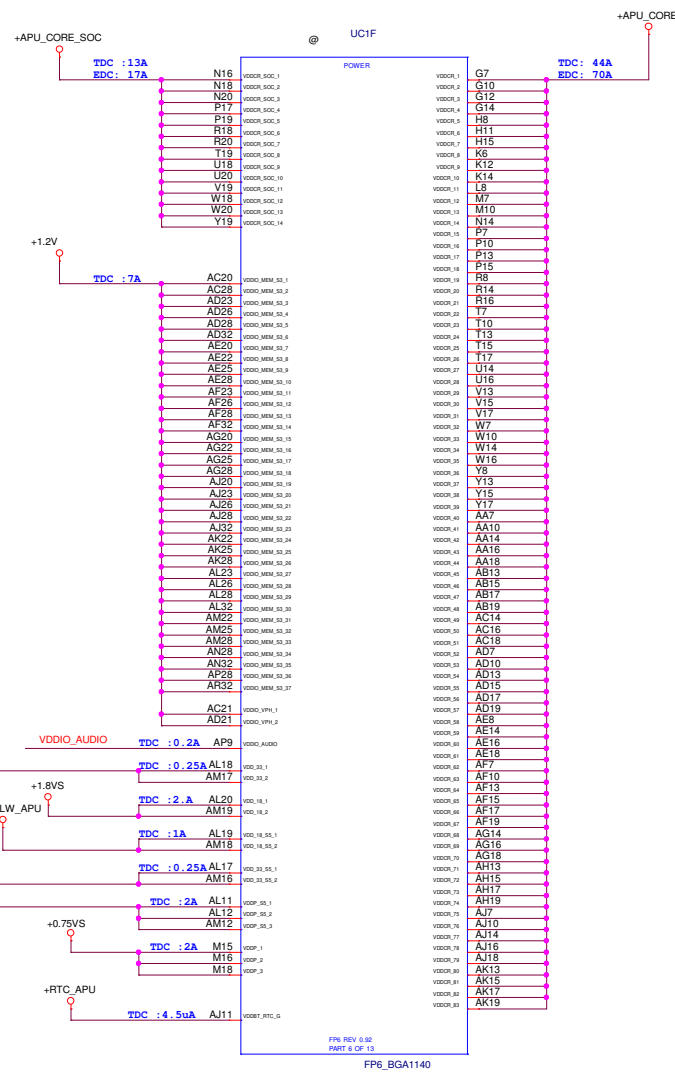 +APU_CORE_SOC
TDC :13A
EDC: 17A
@
UC1F
POWER
N16 VDDCR_SOC_1
N18 VDDCR_SOC_2
N20 VDDCR_SOC_3
P17 VDDCR_SOC_4
P19 VDDCR_SOC_5
R18 VDDCR_SOC_6
R20 VDDCR_SOC_7
T19 VDDCR_SOC_8
U18 VDDCR_SOC_9
U20 VDDCR_SOC_10
V19 VDDCR_SOC_11
W18 VDDCR_SOC_12
W20 VDDCR_SOC_13
Y19 VDDCR_SOC_14
+1.2V
TDC :7A
AC20 VDDIO_MEM_S3_1
AC28 VDDIO_MEM_S3_2
AD23 VDDIO_MEM_S3_3
AD26 VDDIO_MEM_S3_4
AD28 VDDIO_MEM_S3_5
AD32 VDDIO_MEM_S3_6
AE20 VDDIO_MEM_S3_7
AE22 VDDIO_MEM_S3_8
AE25 VDDIO_MEM_S3_9
AE28 VDDIO_MEM_S3_10
AF23 VDDIO_MEM_S3_11
AF26 VDDIO_MEM_S3_12
AF28 VDDIO_MEM_S3_13
AF32 VDDIO_MEM_S3_14
AG20 VDDIO_MEM_S3_15
AG22 VDDIO_MEM_S3_16
AG25 VDDIO_MEM_S3_17
AG28 VDDIO_MEM_S3_18
AJ20 VDDIO_MEM_S3_19
AJ23 VDDIO_MEM_S3_20
AJ26 VDDIO_MEM_S3_21
AJ28 VDDIO_MEM_S3_22
AJ32 VDDIO_MEM_S3_23
AK22 VDDIO_MEM_S3_24
AK25 VDDIO_MEM_S3_25
AK28 VDDIO_MEM_S3_26
AL23 VDDIO_MEM_S3_27
AL26 VDDIO_MEM_S3_28
AL28 VDDIO_MEM_S3_29
AL32 VDDIO_MEM_S3_30
AM22 VDDIO_MEM_S3_31
AM25 VDDIO_MEM_S3_32
AM28 VDDIO_MEM_S3_33
AN28 VDDIO_MEM_S3_34
AN32 VDDIO_MEM_S3_35
AP28 VDDIO_MEM_S3_36
AR32 VDDIO_MEM_S3_37
AC21 VDDIO_VPH_1
AD21 VDDIO_VPH_2
VDDIO_AUDIO TDC :0.2A AP9 VDDIO_AUDIO
TDC :0.25A AL18 VDD_33_1
AM17 VDD_33_2
+1.8VS
TDC :2.A AL20 VDD_18_1
AM19 VDD_18_2
LW_APU
TDC :1A AL19 VDD_18_S5_1
AM18 VDD_18_S5_2
TDC :0.25A AL17 VDD_33_S5_1
AM16 VDD_33_S5_2
TDC :2A AL11 VDDP_S5_1
AL12 VDDP_S5_2
AM12 VDDP_S5_3
+0.75VS
TDC :2A M15 VDDP_1
M16 VDDP_2
M18 VDDP_3
+RTC_APU
TDC :4.5uA AJ11 VDDBT_RTC_G
+APU_CORE
TDC: 44A
EDC: 70A
VDDCR_1 G7
VDDCR_2 G10
VDDCR_3 G12
VDDCR_4 G14
VDDCR_5 H8
VDDCR_6 H11
VDDCR_7 H15
VDDCR_8 K6
VDDCR_9 K12
VDDCR_10 K14
VDDCR_11 L8
VDDCR_12 M7
VDDCR_13 M10
VDDCR_14 N14
VDDCR_15 P7
VDDCR_16 P10
VDDCR_17 P13
VDDCR_18 P15
VDDCR_19 R8
VDDCR_20 R14
VDDCR_21 R16
VDDCR_22 T7
VDDCR_23 T10
VDDCR_24 T13
VDDCR_25 T15
VDDCR_26 T17
VDDCR_27 U14
VDDCR_28 U16
VDDCR_29 V13
VDDCR_30 V15
VDDCR_31 V17
VDDCR_32 W7
VDDCR_33 W10
VDDCR_34 W14
VDDCR_35 W16
VDDCR_36 Y8
VDDCR_37 Y13
VDDCR_38 Y15
VDDCR_39 Y17
VDDCR_40 AA7
VDDCR_41 AA10
VDDCR_42 AA14
VDDCR_43 AA16
VDDCR_44 AA18
VDDCR_45 AB13
VDDCR_46 AB15
VDDCR_47 AB17
VDDCR_48 AB19
VDDCR_49 AC14
VDDCR_50 AC16
VDDCR_51 AC18
VDDCR_52 AD7
VDDCR_53 AD10
VDDCR_54 AD13
VDDCR_55 AD15
VDDCR_56 AD17
VDDCR_57 AD19
VDDCR_58 AE8
VDDCR_59 AE14
VDDCR_60 AE16
VDDCR_61 AE18
VDDCR_62 AF7
VDDCR_63 AF10
VDDCR_64 AF13
VDDCR_65 AF15
VDDCR_66 AF17
VDDCR_67 AF19
VDDCR_68 AG14
VDDCR_69 AG16
VDDCR_70 AG18
VDDCR_71 AH13
VDDCR_72 AH15
VDDCR_73 AH17
VDDCR_74 AH19
VDDCR_75 AJ7
VDDCR_76 AJ10
VDDCR_77 AJ14
VDDCR_78 AJ16
VDDCR_79 AJ18
VDDCR_80 AK13
VDDCR_81 AK15
VDDCR_82 AK17
VDDCR_83 AK19
FP6 REV 0.92
PART 6 OF 13
FP6_BGA1140